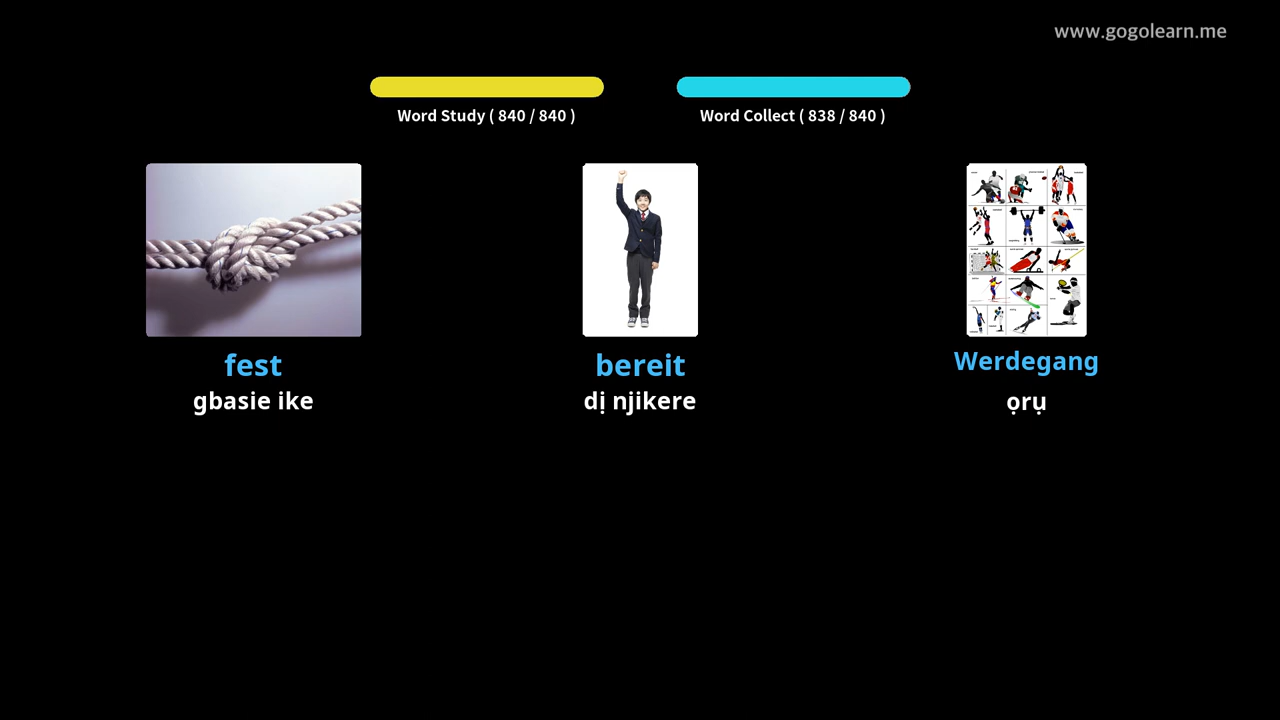 www.gogolearn.me
Word Study ( 840 / 840 )
Word Collect ( 838 / 840 )
fest
bereit
Werdegang
gbasie ike
dị njikere
ọrụ